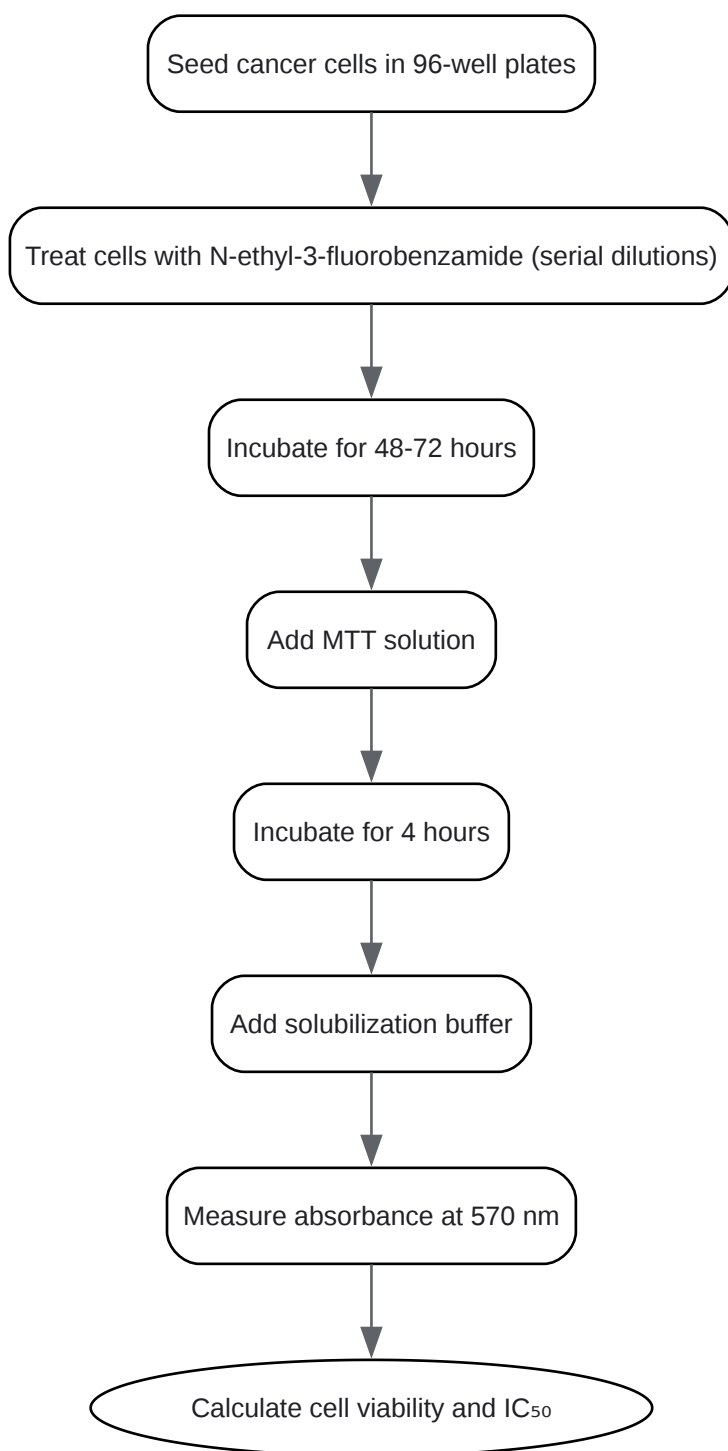 Seed cancer cells in 96-well plates
Treat cells with N-ethyl-3-fluorobenzamide (serial dilutions)
Incubate for 48-72 hours
Add MTT solution
Incubate for 4 hours
Add solubilization buffer
Measure absorbance at 570 nm
Calculate cell viability and IC₅₀